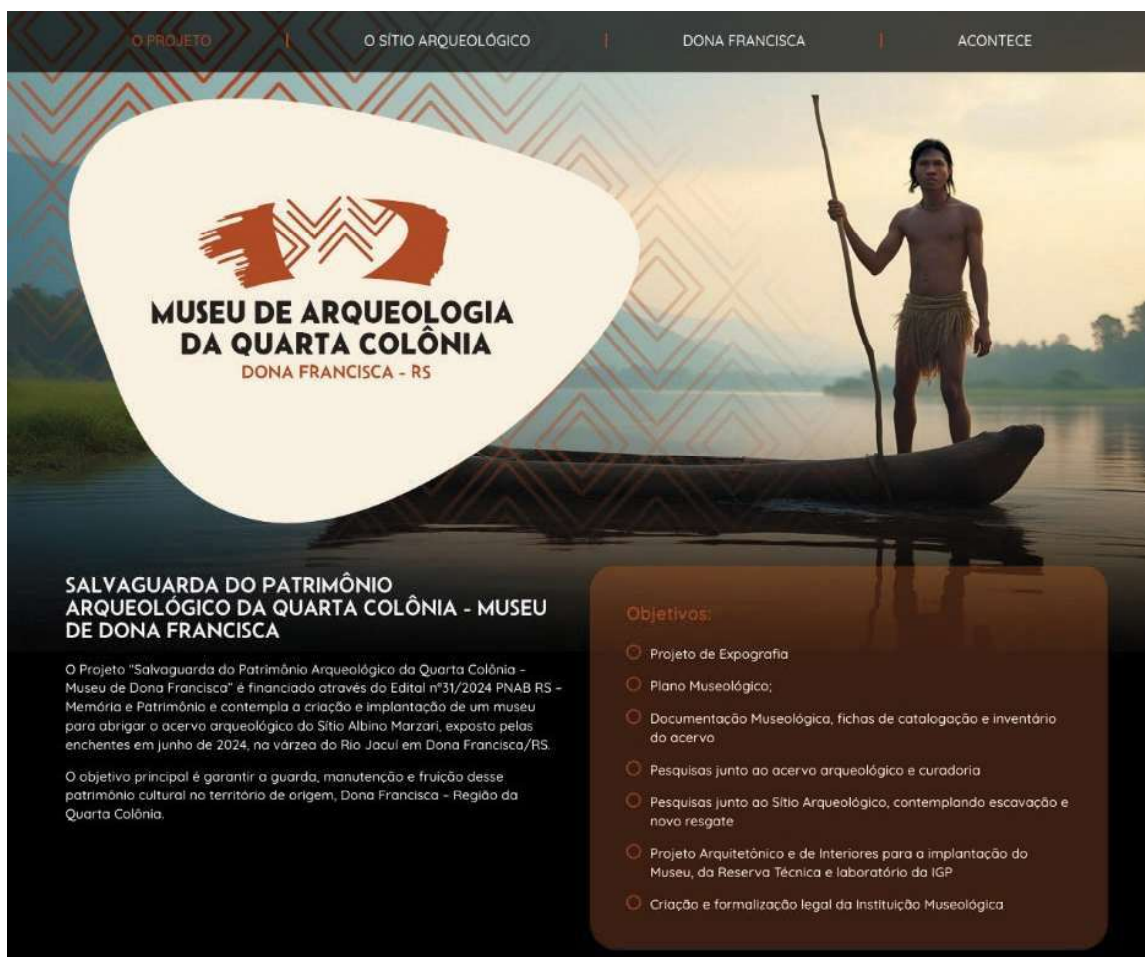 O PROJETO | O SÍTIO ARQUEOLÓGICO | DONA FRANCISCA | ACONTECE
MUSEU DE ARQUEOLOGIA
DA QUARTA COLÔNIA
DONA FRANCISCA - RS
SALVAGUARDA DO PATRIMÔNIO
ARQUEOLÓGICO DA QUARTA COLÔNIA - MUSEU
DE DONA FRANCISCA
O Projeto "Salvaguarda do Patrimônio Arqueológico da Quarta Colônia –
Museu de Dona Francisca" é financiado através do Edital nº31/2024 PNAB RS –
Memória e Patrimônio e contempla a criação e implantação de um museu
para abrigar o acervo arqueológico do Sítio Albino Marzari, exposto pelas
enchentes em junho de 2024, na várzea do Rio Jacuí em Dona Francisca/RS.
O objetivo principal é garantir a guarda, manutenção e fruição desse
patrimônio cultural no território de origem, Dona Francisca – Região da
Quarta Colônia.
Objetivos:
Projeto de Expografia
Plano Museológico;
Documentação Museológica, fichas de catalogação e inventário
do acervo
Pesquisas junto ao acervo arqueológico e curadoria
Pesquisas junto ao Sítio Arqueológico, contemplando escavação e
novo resgate
Projeto Arquitetônico e de Interiores para a implantação do
Museu, da Reserva Técnica e laboratório da IGP
Criação e formalização legal da Instituição Museológica